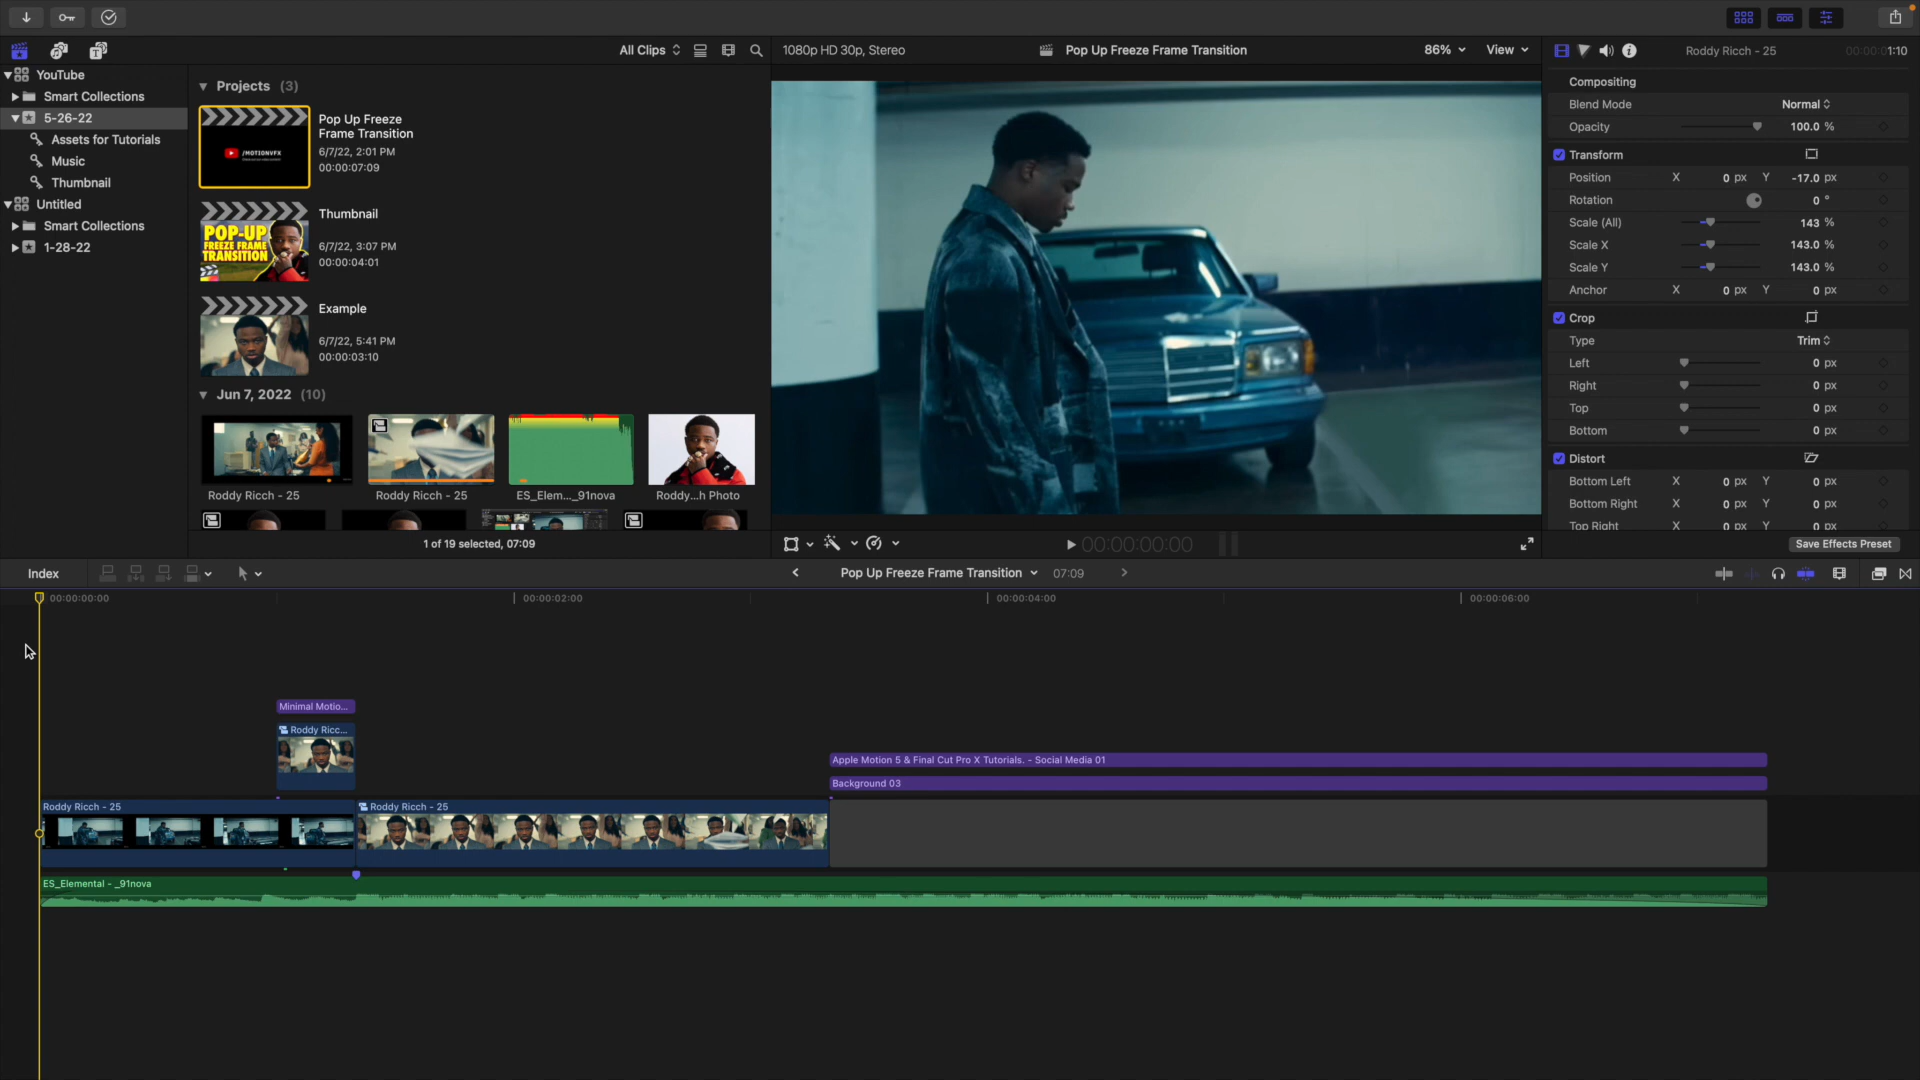 All Clips
1080p HD 30p, Stereo
Pop Up Freeze Frame Transition
86%
View
Roddy Ricch - 25
00:00:01:10
YouTube
Smart Collections
5-26-22
Assets for Tutorials
Music
Thumbnail
Untitled
Smart Collections
1-28-22
Projects (3)
Pop Up Freeze
Frame Transition
6/7/22, 2:01 PM
00:00:07:09
/MOTIONVFX
Thumbnail
6/7/22, 3:07 PM
00:00:04:01
POP-UP
FREEZE FRAME
TRANSITION
Example
6/7/22, 5:41 PM
00:00:03:10
Jun 7, 2022 (10)
Roddy Ricch - 25
Roddy Ricch - 25
ES_Elem..._91nova
Roddy...h Photo
1 of 19 selected, 07:09
Compositing
Blend Mode Normal
Opacity 100.0 %
Transform
Position X 0 px Y -17.0 px
Rotation 0 °
Scale (All) 143 %
Scale X 143.0 %
Scale Y 143.0 %
Anchor X 0 px Y 0 px
Crop
Type Trim
Left 0 px
Right 0 px
Top 0 px
Bottom 0 px
Distort
Bottom Left X 0 px Y 0 px
Bottom Right X 0 px Y 0 px
Top Right X 0 px Y 0 px
Save Effects Preset
00:00:00:00
Index
Pop Up Freeze Frame Transition
07:09
00:00:00:00
00:00:02:00
00:00:04:00
00:00:06:00
Minimal Motio...
Roddy Ricc...
Apple Motion 5 & Final Cut Pro X Tutorials. - Social Media 01
Background 03
Roddy Ricch - 25
Roddy Ricch - 25
ES_Elemental - _91nova